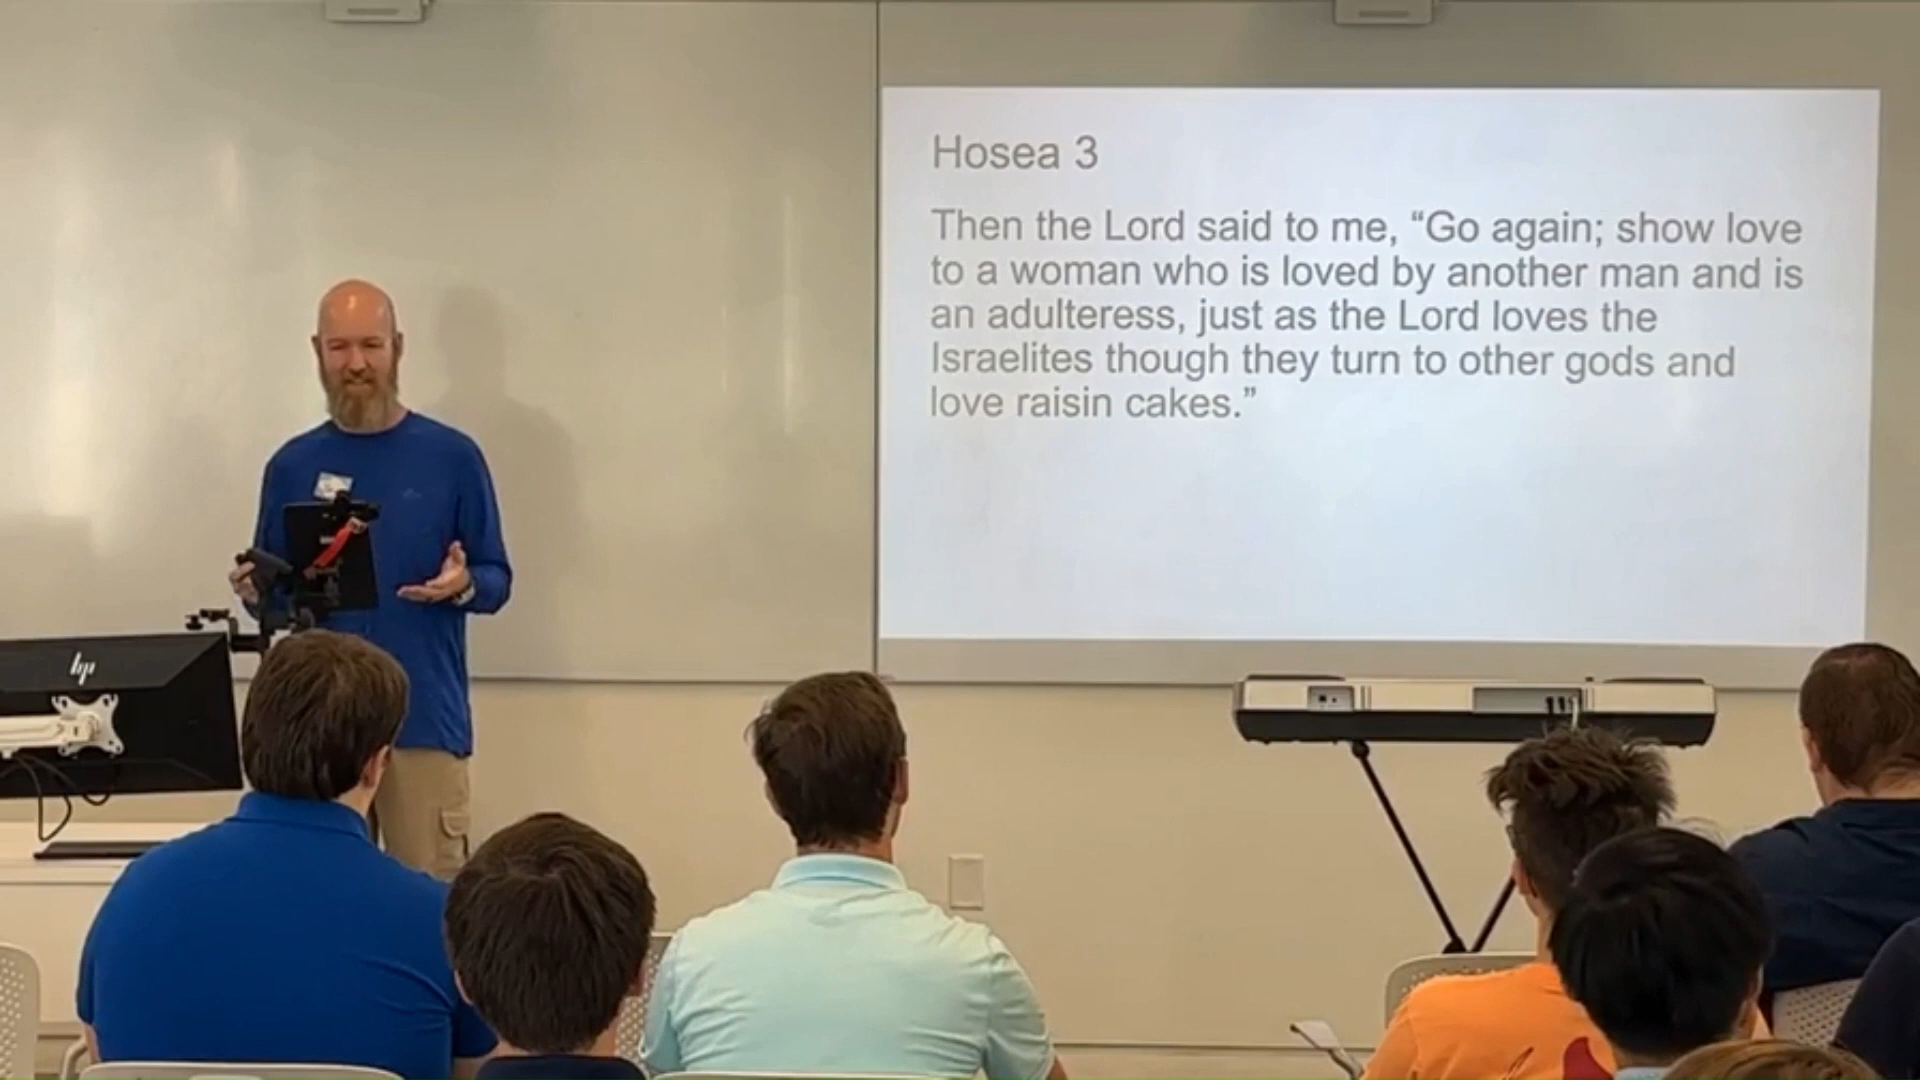 Hosea 3
Then the Lord said to me, “Go again; show love
to a woman who is loved by another man and is
an adulteress, just as the Lord loves the
Israelites though they turn to other gods and
love raisin cakes.”
hp